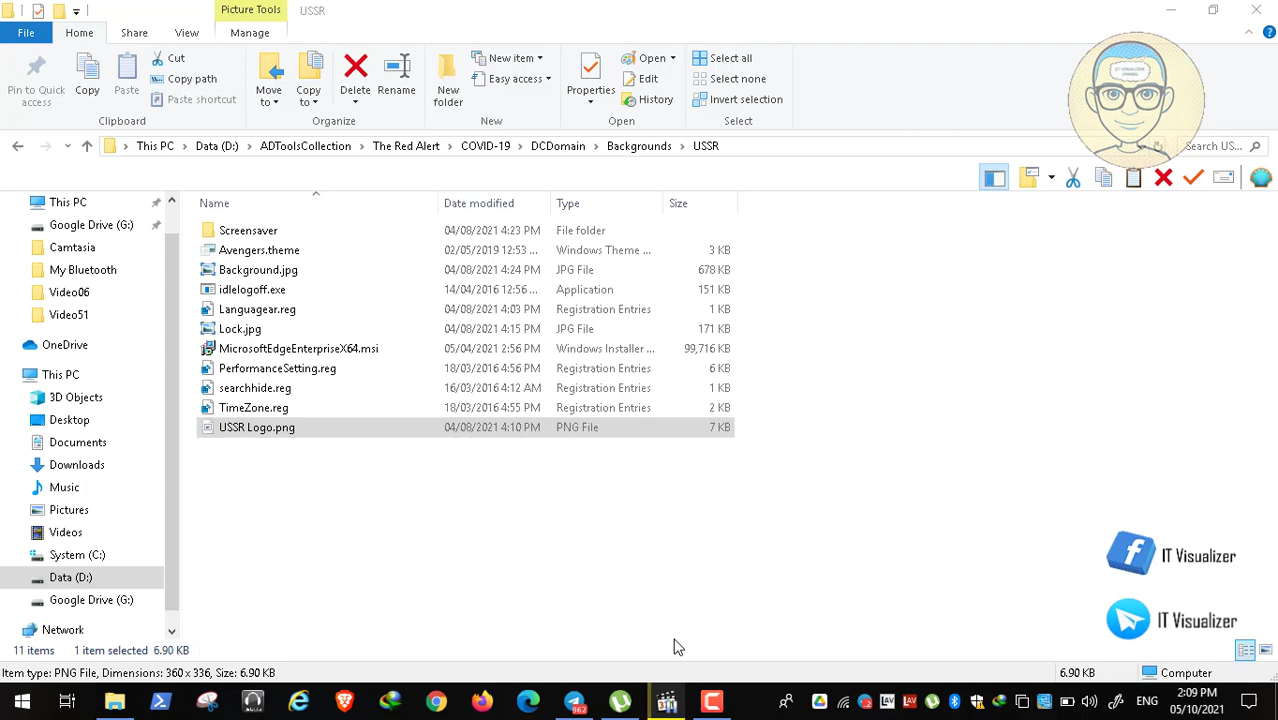 Picture Tools
USSR
File
Home
Share
View
Manage
Pin to Quick access
Copy
Paste
Cut
Copy path
Paste shortcut
Clipboard
Move to
Copy to
Delete
Rename
Organize
New folder
New item
Easy access
New
Properties
Open
Edit
History
Open
Select all
Select none
Invert selection
Select
IT VISUALIZER
CHANNEL
This PC
Data (D:)
ADToolsCollection
The Red Alert
COVID-19
DCDomain
Backgrounds
USSR
Search US...
This PC
Google Drive (G:)
Camtasia
My Bluetooth
Video06
Video51
OneDrive
This PC
3D Objects
Desktop
Documents
Downloads
Music
Pictures
Videos
System (C:)
Data (D:)
Google Drive (G:)
Network
Name Date modified Type Size
Screensaver 04/08/2021 4:23 PM File folder
Avengers.theme 02/05/2019 12:53 ... Windows Theme ... 3 KB
Background.jpg 04/08/2021 4:24 PM JPG File 678 KB
idlelogoff.exe 14/04/2016 12:56 ... Application 151 KB
Languagear.reg 04/08/2021 4:03 PM Registration Entries 1 KB
Lock.jpg 04/08/2021 4:15 PM JPG File 171 KB
MicrosoftEdgeEnterpriseX64.msi 05/04/2021 2:56 PM Windows Installer ... 99,716 KB
PerformanceSetting.reg 18/03/2016 4:56 PM Registration Entries 6 KB
searchhide.reg 16/03/2016 4:12 AM Registration Entries 1 KB
TimeZone.reg 18/03/2016 4:55 PM Registration Entries 2 KB
USSR Logo.png 04/08/2021 4:10 PM PNG File 7 KB
IT Visualizer
IT Visualizer
11 items 1 item selected 6.90 KB
Item type: PNG File, Dimensions: 360 x 336, Size: 6.90 KB
6.90 KB
Computer
862
LAV
LAV
ENG
2:09 PM
05/10/2021